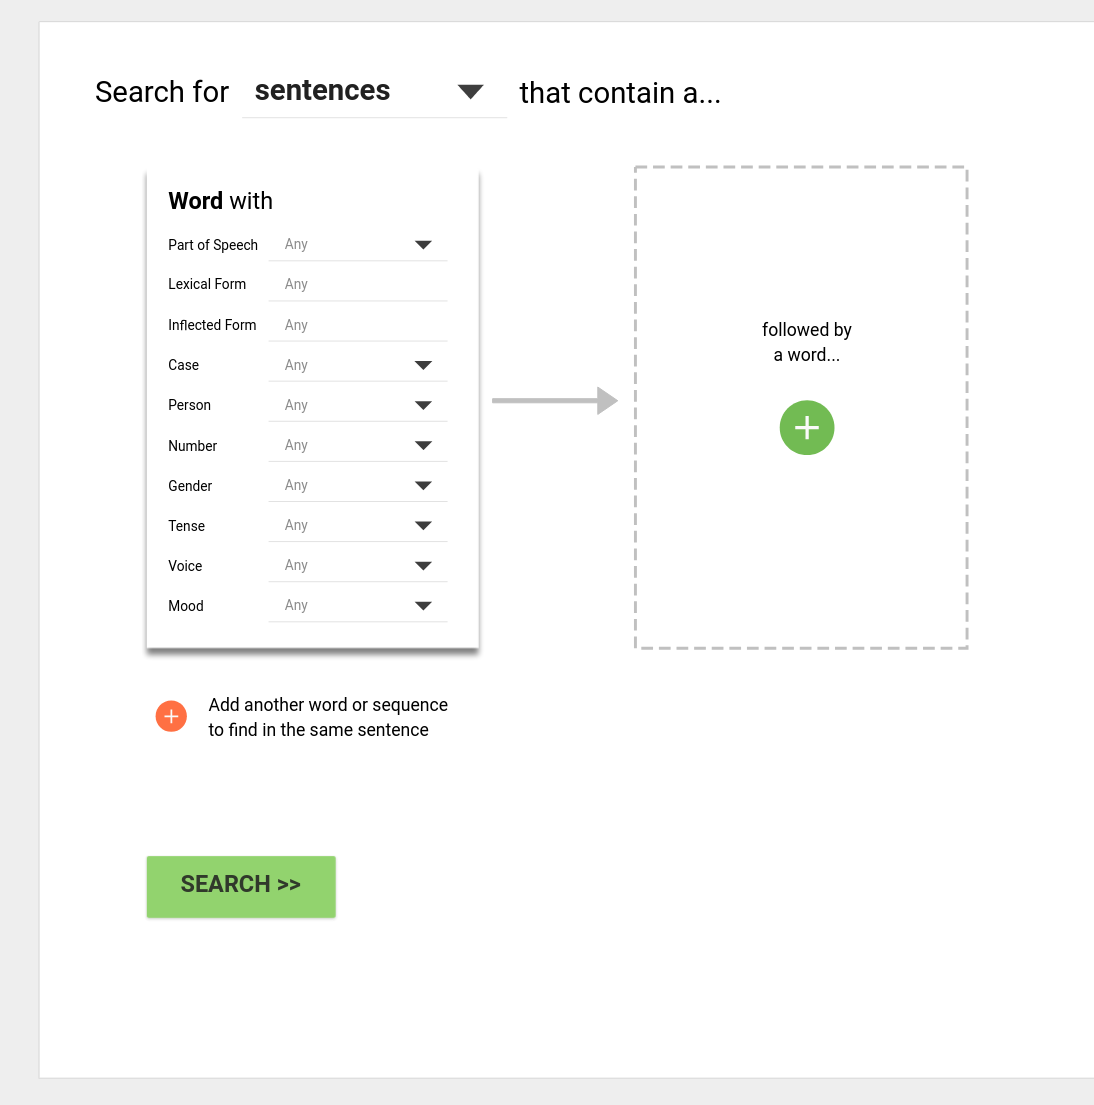 Search for sentences that contain a...
Word with
Part of Speech Any
Lexical Form Any
Inflected Form Any
Case Any
Person Any
Number Any
Gender Any
Tense Any
Voice Any
Mood Any
followed by
a word...
Add another word or sequence
to find in the same sentence
SEARCH >>